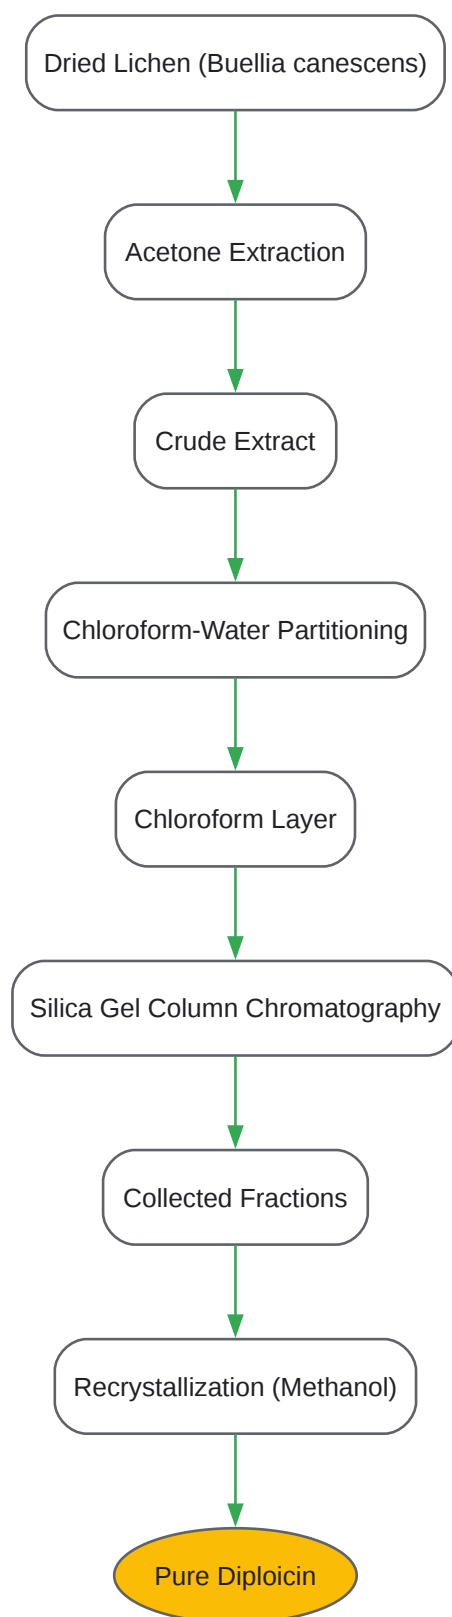 Dried Lichen (Buellia canescens)
Acetone Extraction
Crude Extract
Chloroform-Water Partitioning
Chloroform Layer
Silica Gel Column Chromatography
Collected Fractions
Recrystallization (Methanol)
Pure Diploicin